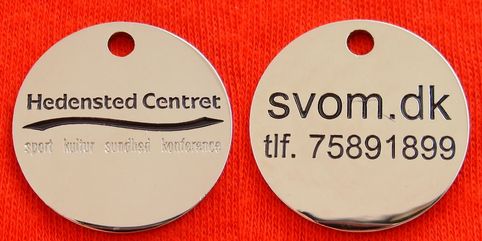 Hedensted Centret
sport kultur sundhed konference
svom.dk
tlf. 75891899